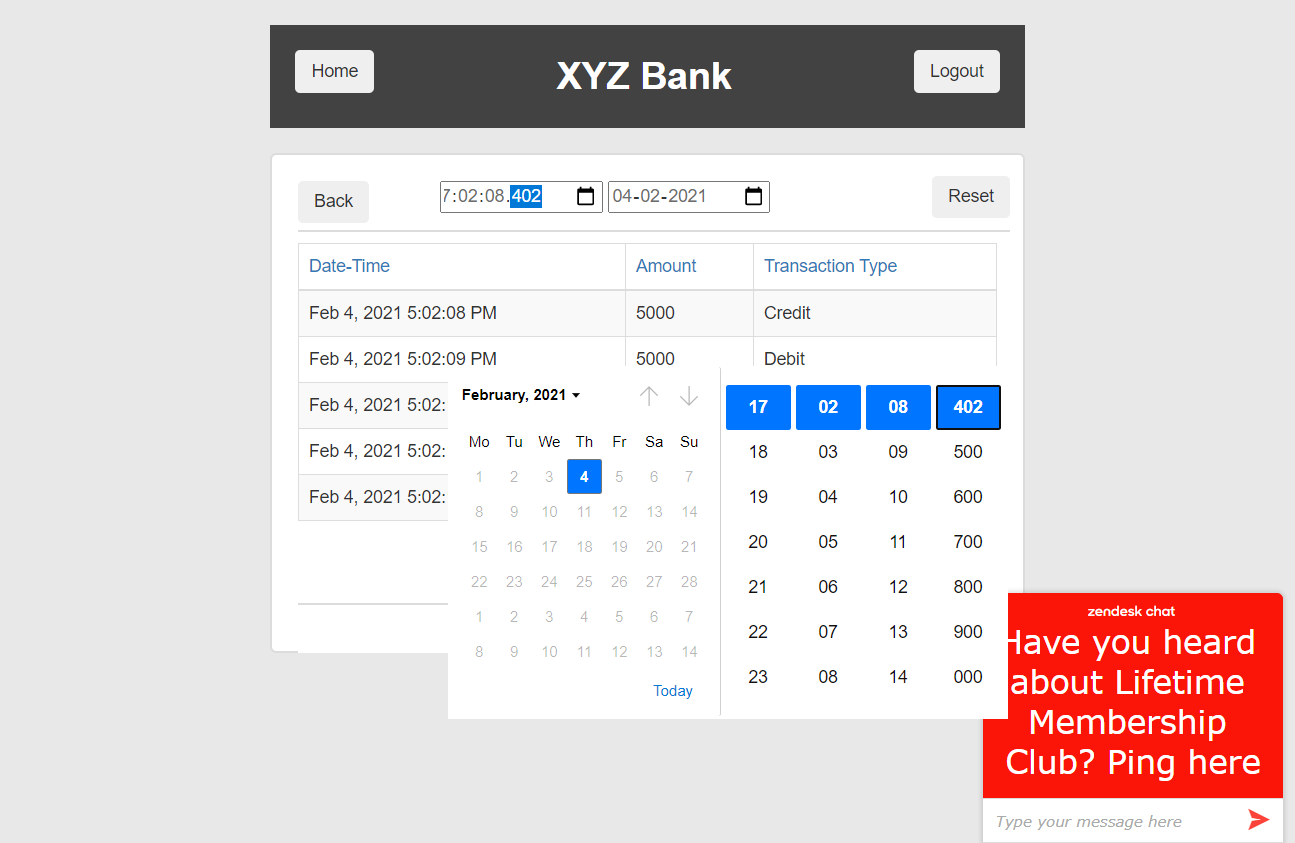 Home XYZ Bank Logout
Back 7:02:08.402 04-02-2021 Reset
Date-Time Amount Transaction Type
Feb 4, 2021 5:02:08 PM 5000 Credit
Feb 4, 2021 5:02:09 PM 5000 Debit
Feb 4, 2021 5:02:
Feb 4, 2021 5:02:
Feb 4, 2021 5:02:
February, 2021
Mo Tu We Th Fr Sa Su
1 2 3 4 5 6 7
8 9 10 11 12 13 14
15 16 17 18 19 20 21
22 23 24 25 26 27 28
1 2 3 4 5 6 7
8 9 10 11 12 13 14
Today
17 02 08 402
18 03 09 500
19 04 10 600
20 05 11 700
21 06 12 800
22 07 13 900
23 08 14 000
zendesk chat
Have you heard
about Lifetime
Membership
Club? Ping here
Type your message here